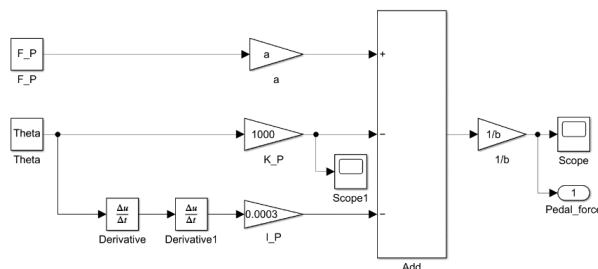 F_P
F_P
a
a
+
Theta
Theta
1000
K_P
−
Scope1
1/b
1/b
Scope
1
Pedal_force
Δu
Δt
Derivative
Δu
Δt
Derivative1
0.0003
I_P
−
Add